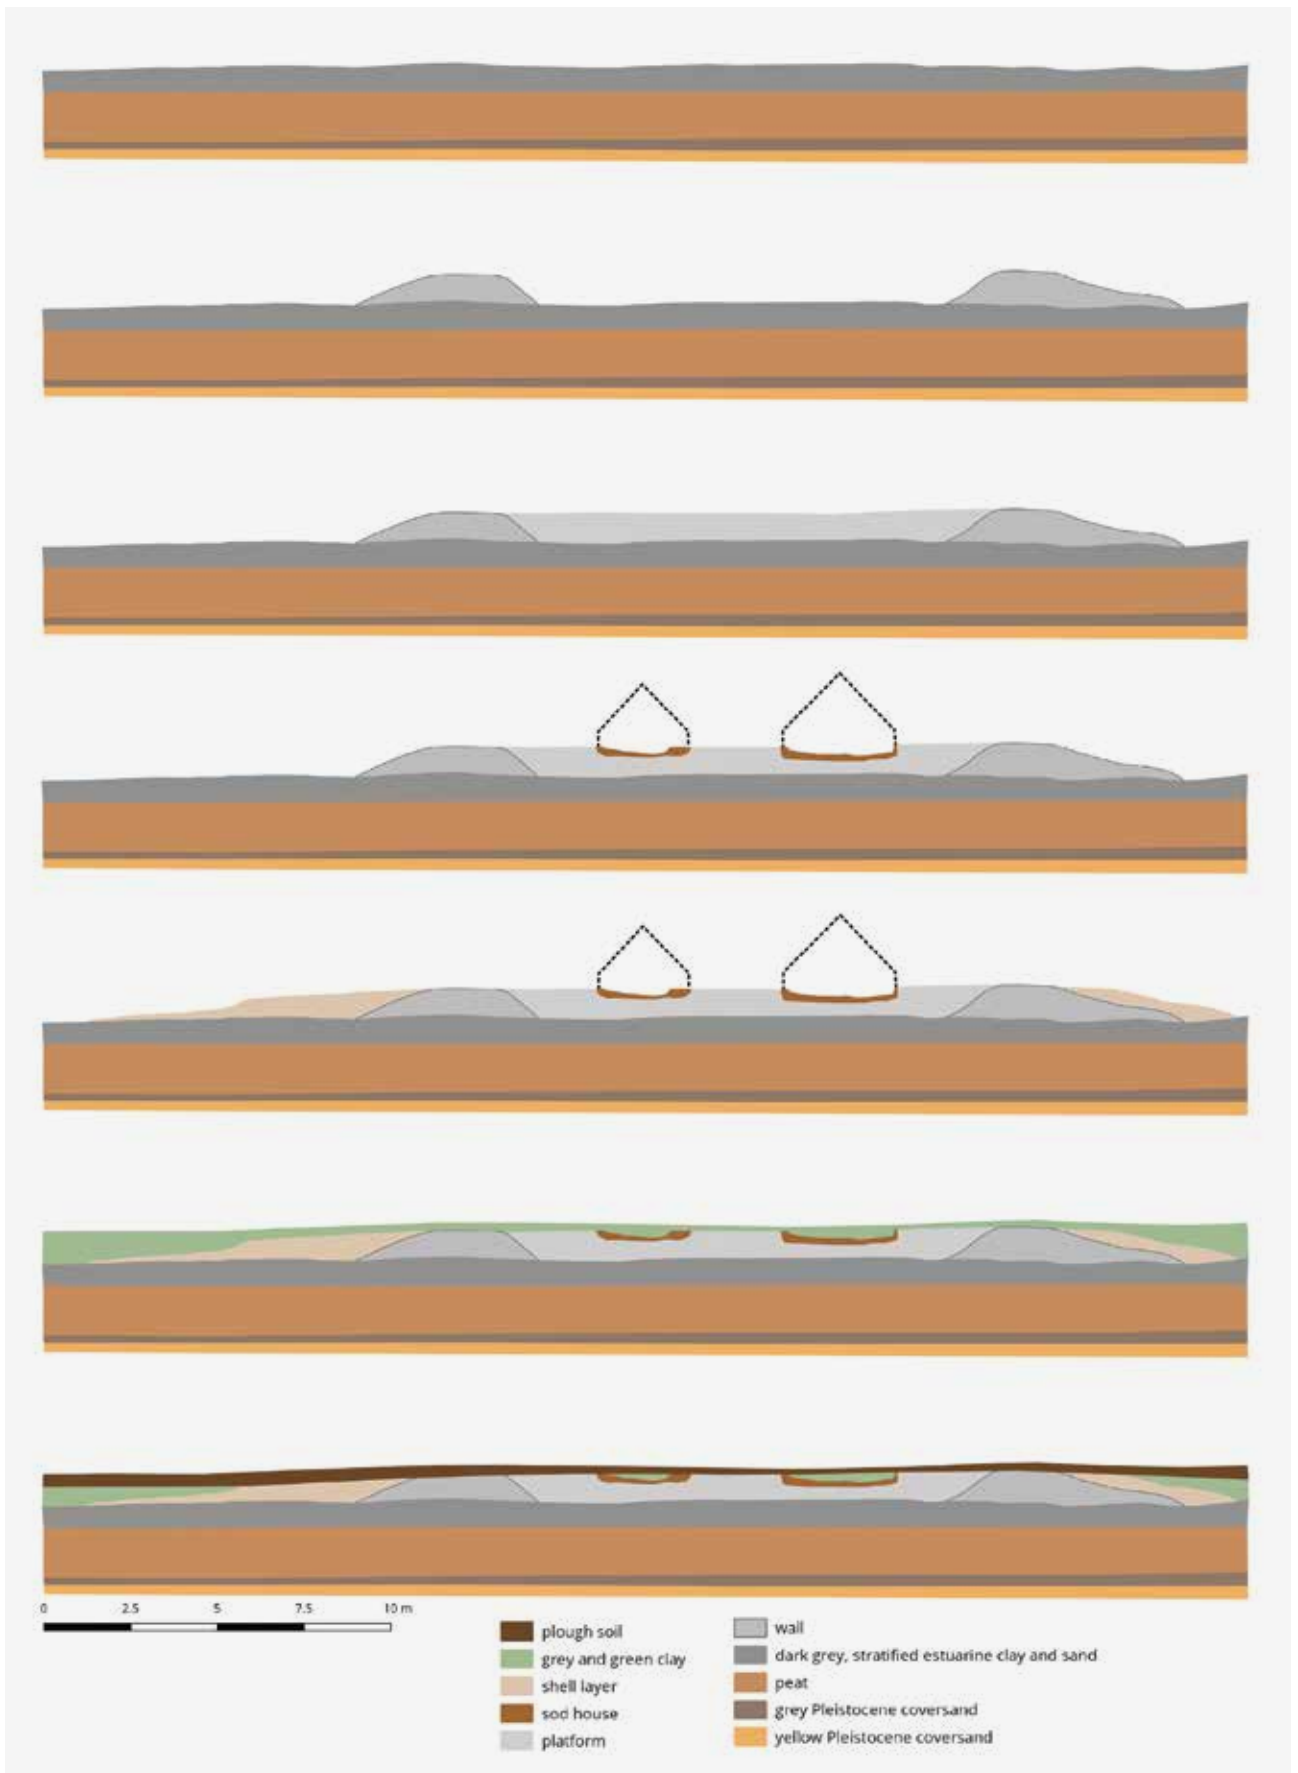 0 2.5 5 7.5 10 m
plough soil
grey and green clay
shell layer
sod house
platform
wall
dark grey, stratified estuarine clay and sand
peat
grey Pleistocene coversand
yellow Pleistocene coversand